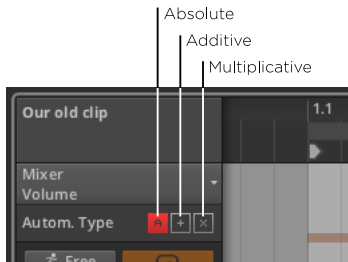 Absolute
Additive
Multiplicative
Our old clip
1.1
Mixer
Volume
Autom. Type A + ×
Free